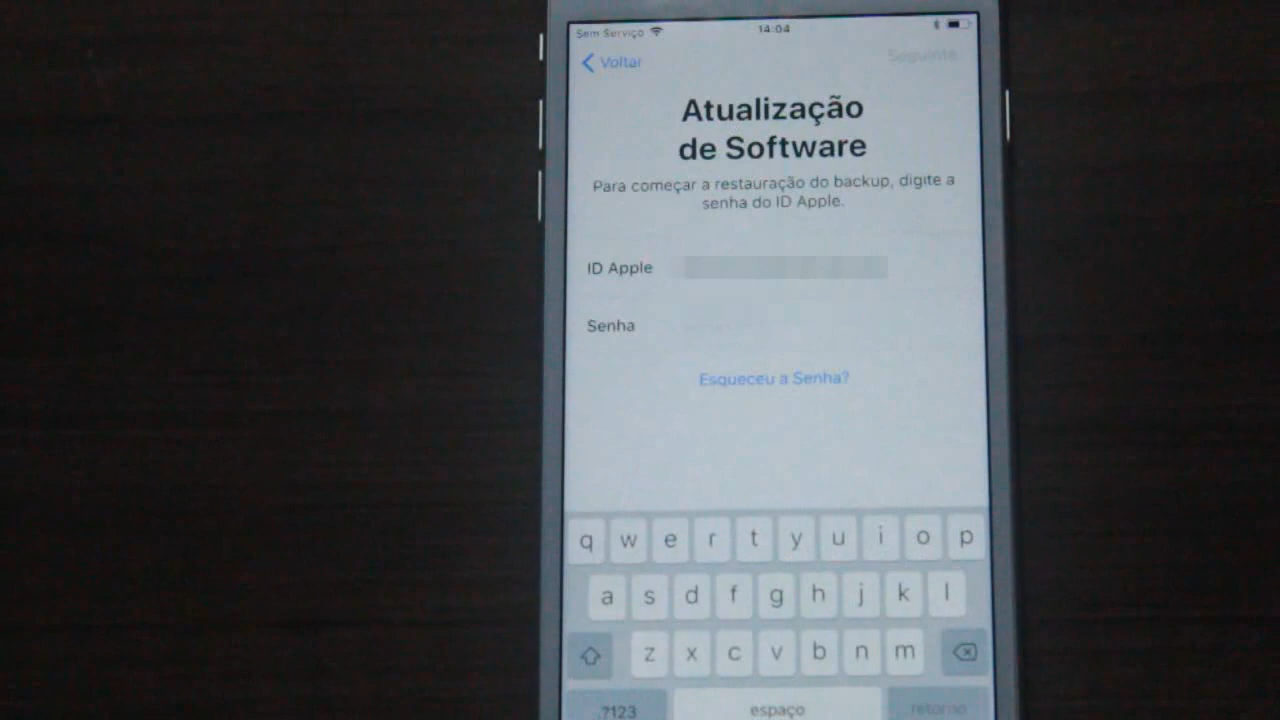 Sem Serviço 14:04
Voltar Seguinte
Atualização
de Software
Para começar a restauração do backup, digite a
senha do ID Apple.
ID Apple
Senha
Esqueceu a Senha?
q w e r t y u i o p
a s d f g h j k l
z x c v b n m
.?123 espaço retorno